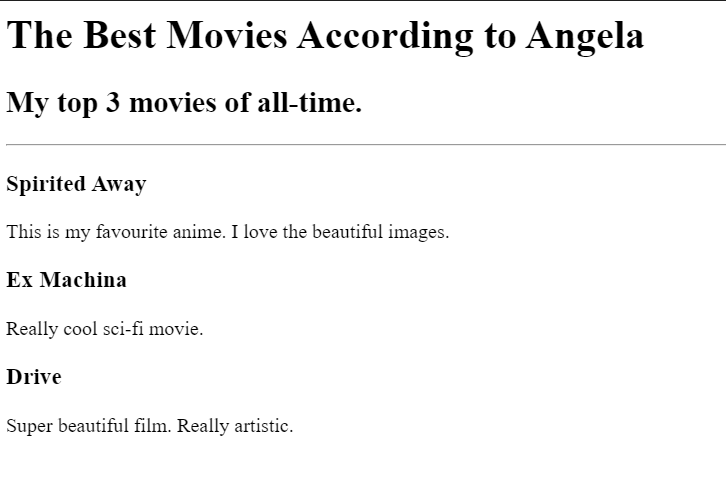 The Best Movies According to Angela
My top 3 movies of all-time.
Spirited Away
This is my favourite anime. I love the beautiful images.
Ex Machina
Really cool sci-fi movie.
Drive
Super beautiful film. Really artistic.